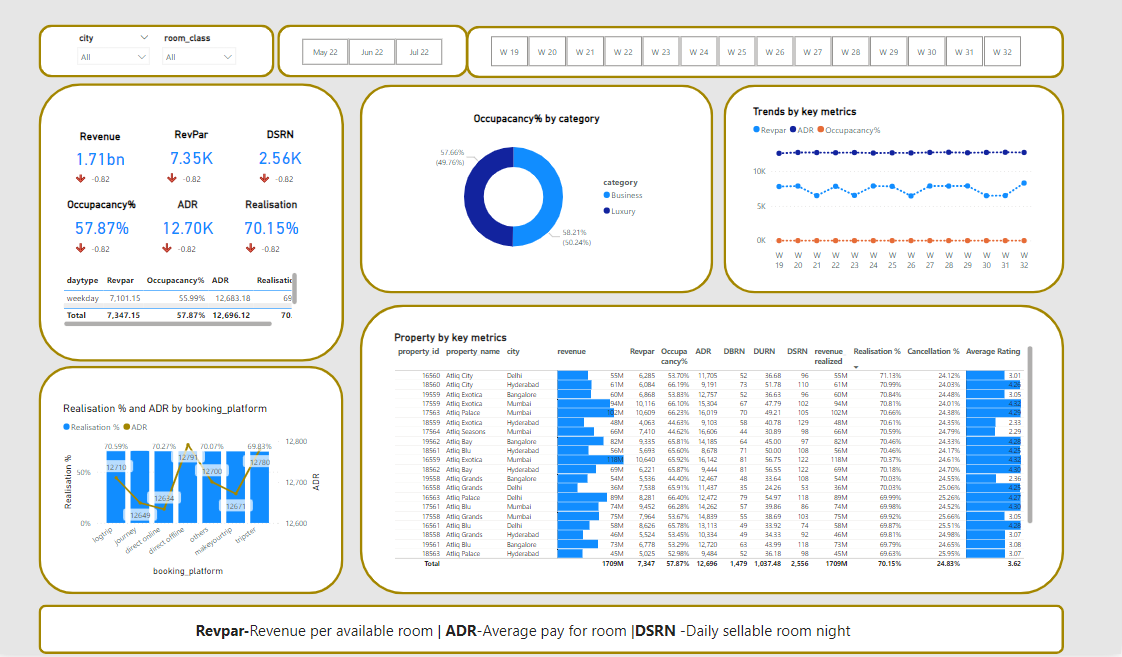 city
room_class
All
All
May 22
Jun 22
Jul 22
W 19
W 20
W 21
W 22
W 23
W 24
W 25
W 26
W 27
W 28
W 29
W 30
W 31
W 32
Revenue
RevPar
DSRN
1.71bn
7.35K
2.56K
-0.82
-0.82
-0.82
Occupacancy%
ADR
Realisation
57.87%
12.70K
70.15%
-0.82
-0.82
-0.82
daytype Revpar Occupacancy% ADR Realisatio
weekday 7,101.15 55.99% 12,683.18 69
Total 7,347.15 57.87% 12,696.12 70.
Occupacancy% by category
57.66%
(49.76%)
58.21%
(50.24%)
category
Business
Luxury
Trends by key metrics
Revpar ADR Occupacancy%
10K
5K
0K
W 19
W 20
W 21
W 22
W 23
W 24
W 25
W 26
W 27
W 28
W 29
W 30
W 31
W 32
Realisation % and ADR by booking_platform
Realisation % ADR
70.59% 70.27% 70.07% 69.83%
12710
12649
12634
12791
12700
12671
12780
50%
0%
12,800
12,700
12,600
Realisation %
ADR
logtrip
journey
direct online
direct offline
others
makeyourtrip
tripster
booking_platform
Property by key metrics
property_id property_name city revenue Revpar Occupa cancy% ADR DBRN DURN DSRN revenue realized Realisation % Cancellation % Average Rating
16560 Atliq City Delhi 55M 6,285 53.70% 11,705 52 36.68 96 55M 71.13% 24.12% 3.01
18560 Atliq City Hyderabad 61M 6,084 66.19% 9,191 73 51.78 110 61M 70.99% 24.03% 4.26
19559 Atliq Exotica Bangalore 60M 6,868 53.83% 12,757 52 36.63 96 60M 70.84% 24.48% 3.05
17559 Atliq Exotica Mumbai 94M 10,116 66.10% 15,304 67 47.79 102 94M 70.81% 24.01% 4.32
17563 Atliq Palace Mumbai 102M 10,609 66.23% 16,019 70 49.21 105 102M 70.66% 24.38% 4.29
18559 Atliq Exotica Hyderabad 48M 4,063 44.63% 9,103 58 40.78 129 48M 70.61% 24.35% 2.33
17564 Atliq Seasons Mumbai 66M 7,410 44.62% 16,606 44 30.89 98 66M 70.59% 24.79% 2.29
19562 Atliq Bay Bangalore 82M 9,335 65.81% 14,185 64 45.00 97 82M 70.46% 24.33% 4.28
18561 Atliq Blu Hyderabad 56M 5,693 65.60% 8,678 71 50.00 108 56M 70.46% 24.17% 4.25
16559 Atliq Exotica Mumbai 118M 10,640 65.92% 16,142 81 56.75 122 118M 70.37% 24.61% 4.32
18562 Atliq Bay Hyderabad 69M 6,221 65.87% 9,444 81 56.55 122 69M 70.18% 24.70% 4.30
19558 Atliq Grands Bangalore 54M 5,536 44.40% 12,467 48 33.64 108 54M 70.03% 24.55% 2.36
16558 Atliq Grands Delhi 36M 7,538 65.91% 11,437 35 24.26 53 36M 70.03% 25.06% 4.25
16563 Atliq Palace Delhi 89M 8,281 66.40% 12,472 79 54.97 118 89M 69.99% 25.26% 4.27
17561 Atliq Blu Mumbai 74M 9,452 66.28% 14,262 57 39.86 86 74M 69.98% 24.52% 4.30
17558 Atliq Grands Mumbai 75M 7,964 53.67% 14,839 55 38.69 103 75M 69.92% 25.66% 3.05
16561 Atliq Blu Delhi 58M 8,626 65.78% 13,113 49 33.92 74 58M 69.87% 25.51% 4.28
18558 Atliq Grands Hyderabad 46M 5,524 53.45% 10,334 49 34.33 92 46M 69.81% 24.98% 3.07
19561 Atliq Blu Bangalore 73M 6,778 53.29% 12,720 63 43.99 118 73M 69.79% 24.65% 3.08
18563 Atliq Palace Hyderabad 45M 5,025 52.98% 9,484 52 36.18 98 45M 69.63% 25.95% 3.07
Total 1709M 7,347 57.87% 12,696 1,479 1,037.48 2,556 1709M 70.15% 24.83% 3.62
Revpar-Revenue per available room | ADR-Average pay for room |DSRN -Daily sellable room night